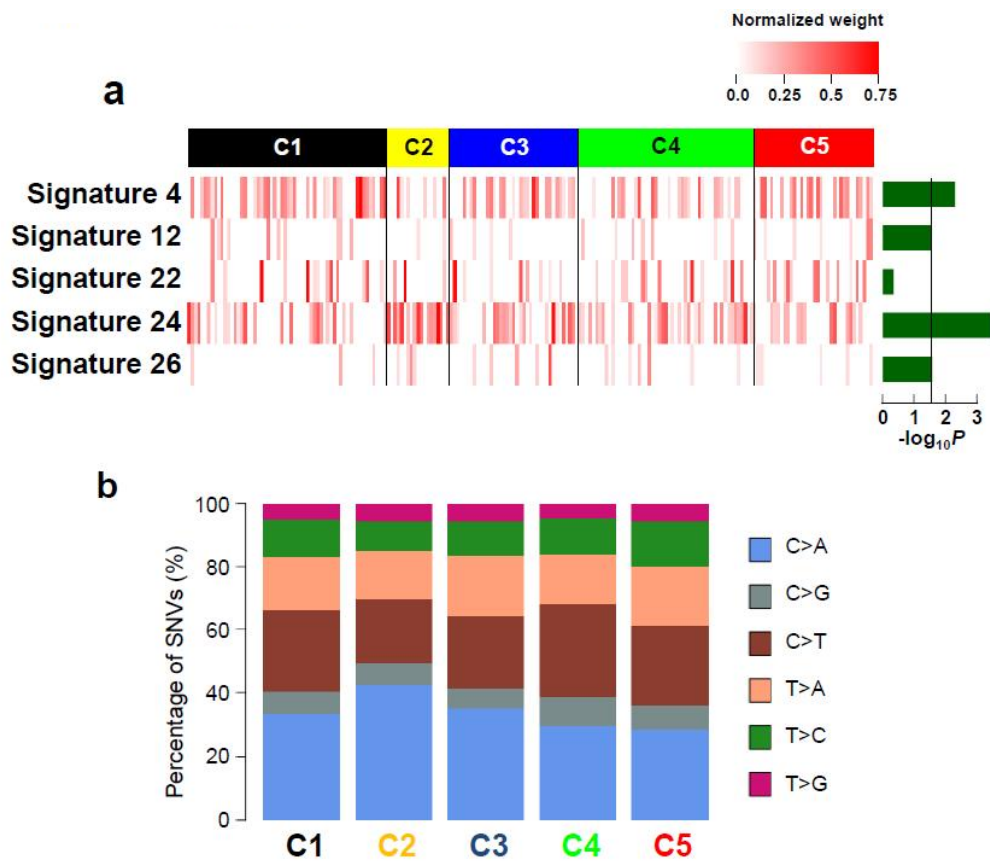 Normalized weight
0.0 0.25 0.5 0.75
a
C1 C2 C3 C4 C5
Signature 4
Signature 12
Signature 22
Signature 24
Signature 26
0 1 2 3
-log10P
b
Percentage of SNVs (%)
100
80
60
40
20
0
C1 C2 C3 C4 C5
C>A
C>G
C>T
T>A
T>C
T>G